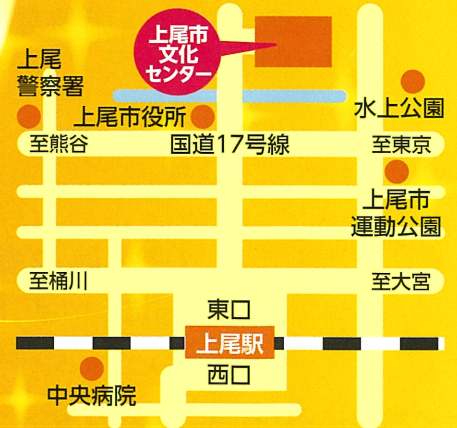 上尾市
文化
センター
上尾
警察署
上尾市役所
水上公園
至熊谷
国道17号線
至東京
上尾市
運動公園
至桶川
至大宮
東口
上尾駅
西口
中央病院